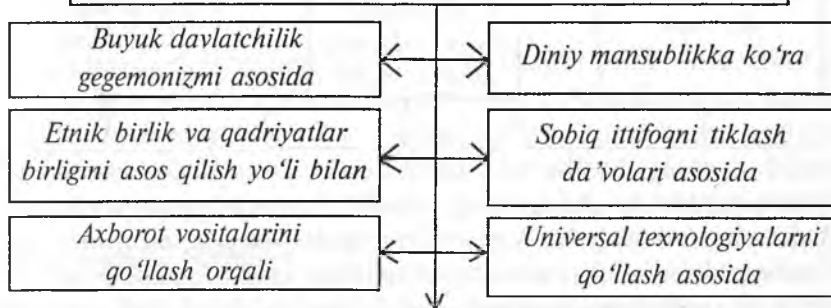 Buyuk davlatchilik
gegemonizmi asosida
Diniy mansublikka ko‘ra
Etnik birlik va qadriyatlar
birligini asos qilish yo‘li bilan
Sobiq ittifoqni tiklash
da’volari asosida
Axborot vositalarini
qo‘llash orqali
Universal texnologiyalarni
qo‘llash asosida